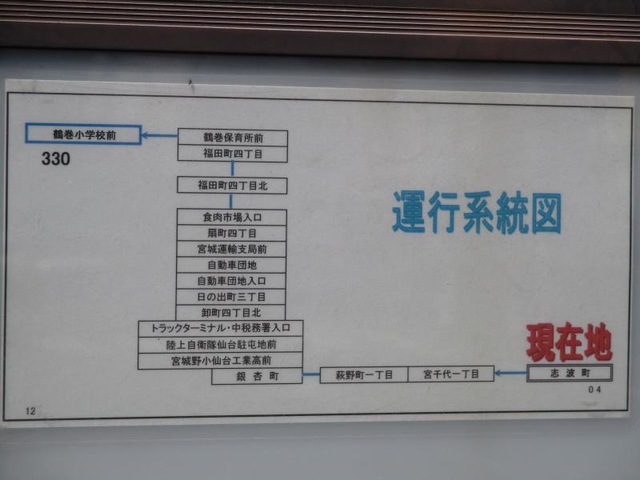 鶴巻小学校前
鶴巻保育所前
330
福田町四丁目
福田町四丁目北
運行系統図
食肉市場入口
扇町四丁目
宮城運輸支局前
自動車団地
自動車団地入口
日の出町三丁目
卸町四丁目北
トラックターミナル・中税務署入口
陸上自衛隊仙台駐屯地前
宮城野小仙台工業高前
現在地
銀杏町
萩野町一丁目
宮千代一丁目
志波町
04
12